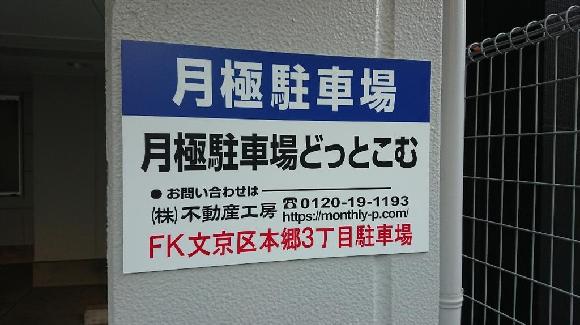 月極駐車場
月極駐車場どっとこむ
●お問い合わせは
㈱不動産工房 ☎0120-19-1193
https://monthly-p.com/
FK文京区本郷3丁目駐車場